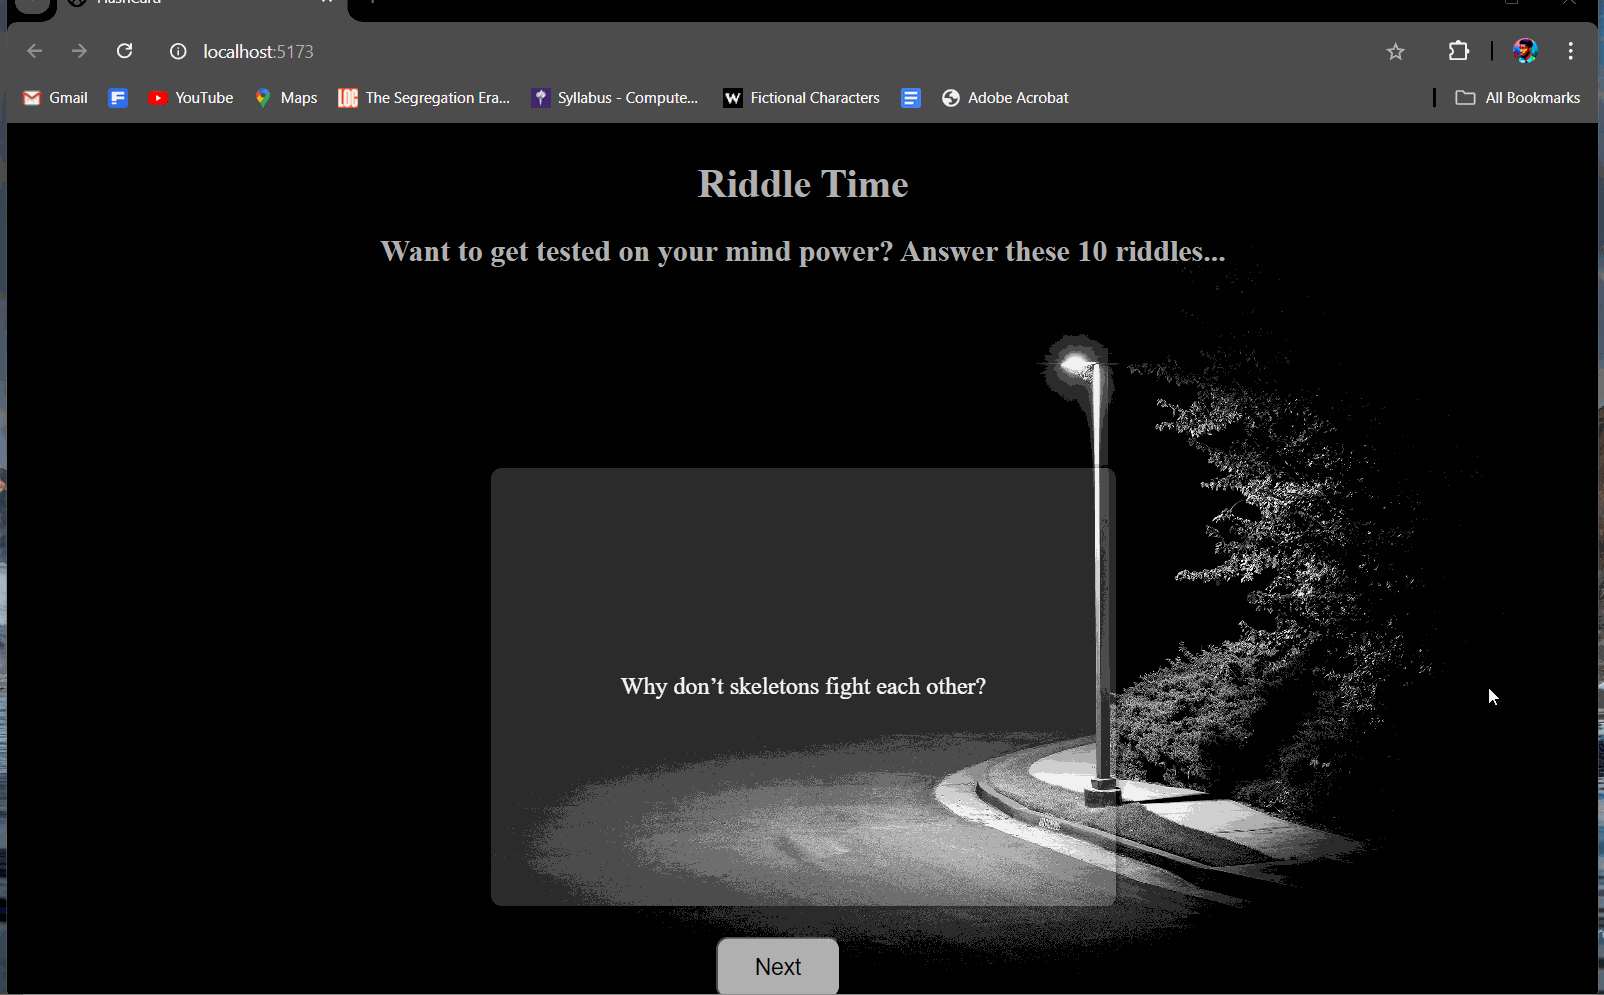 localhost:5173
Gmail
YouTube
Maps
The Segregation Era...
Syllabus - Compute...
Fictional Characters
Adobe Acrobat
All Bookmarks
Riddle Time
Want to get tested on your mind power? Answer these 10 riddles...
Why don’t skeletons fight each other?
Next